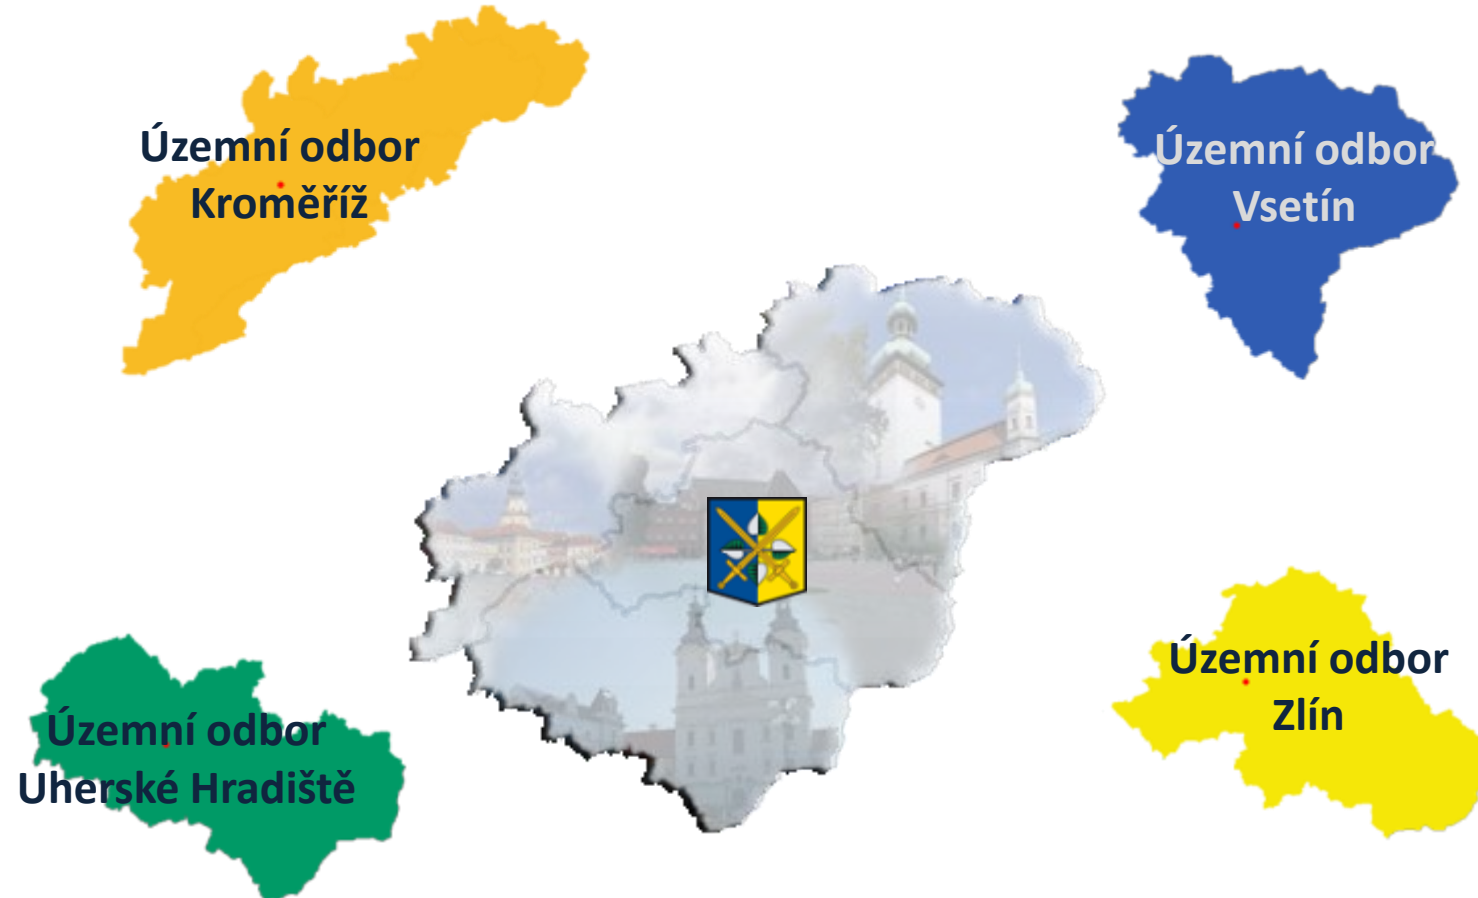 Územní odbor
Kroměříž
Územní odbor
Vsetín
Územní odbor
Uherské Hradiště
Územní odbor
Zlín